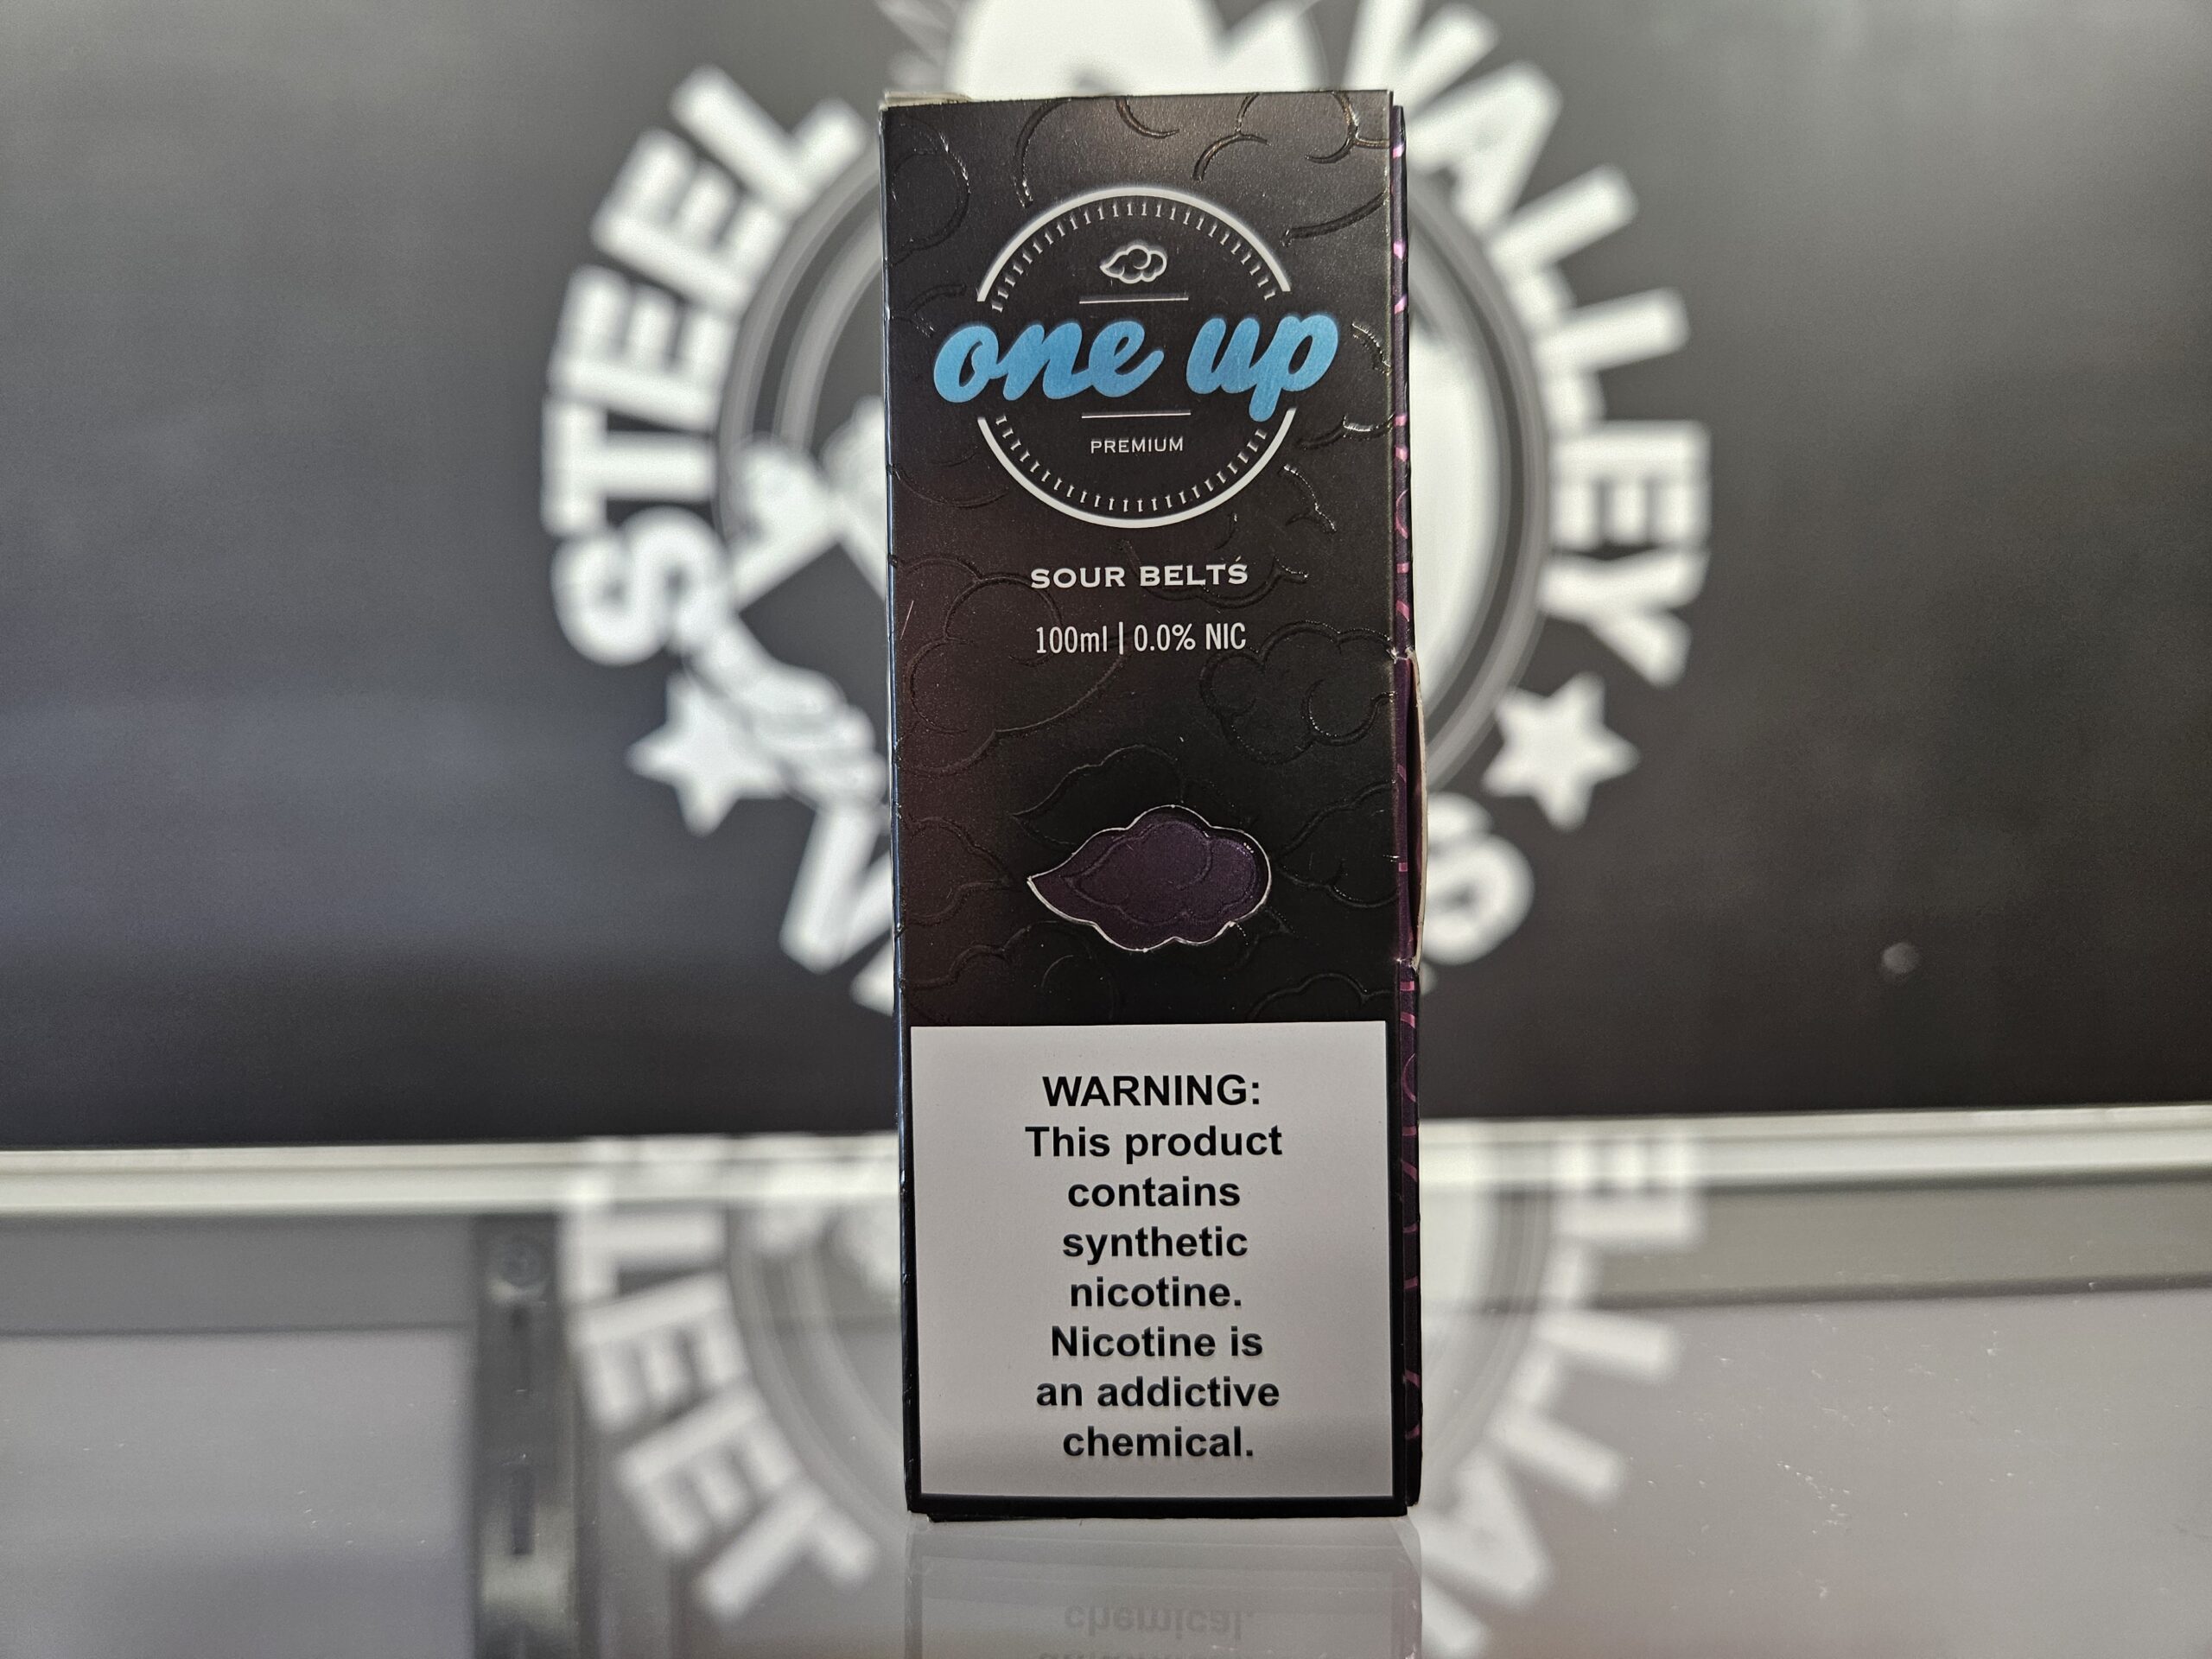 STEEL VALLEY
one up
PREMIUM
SOUR BELTS
100ml | 0.0% NIC
WARNING:
This product
contains
synthetic
nicotine.
Nicotine is
an addictive
chemical.